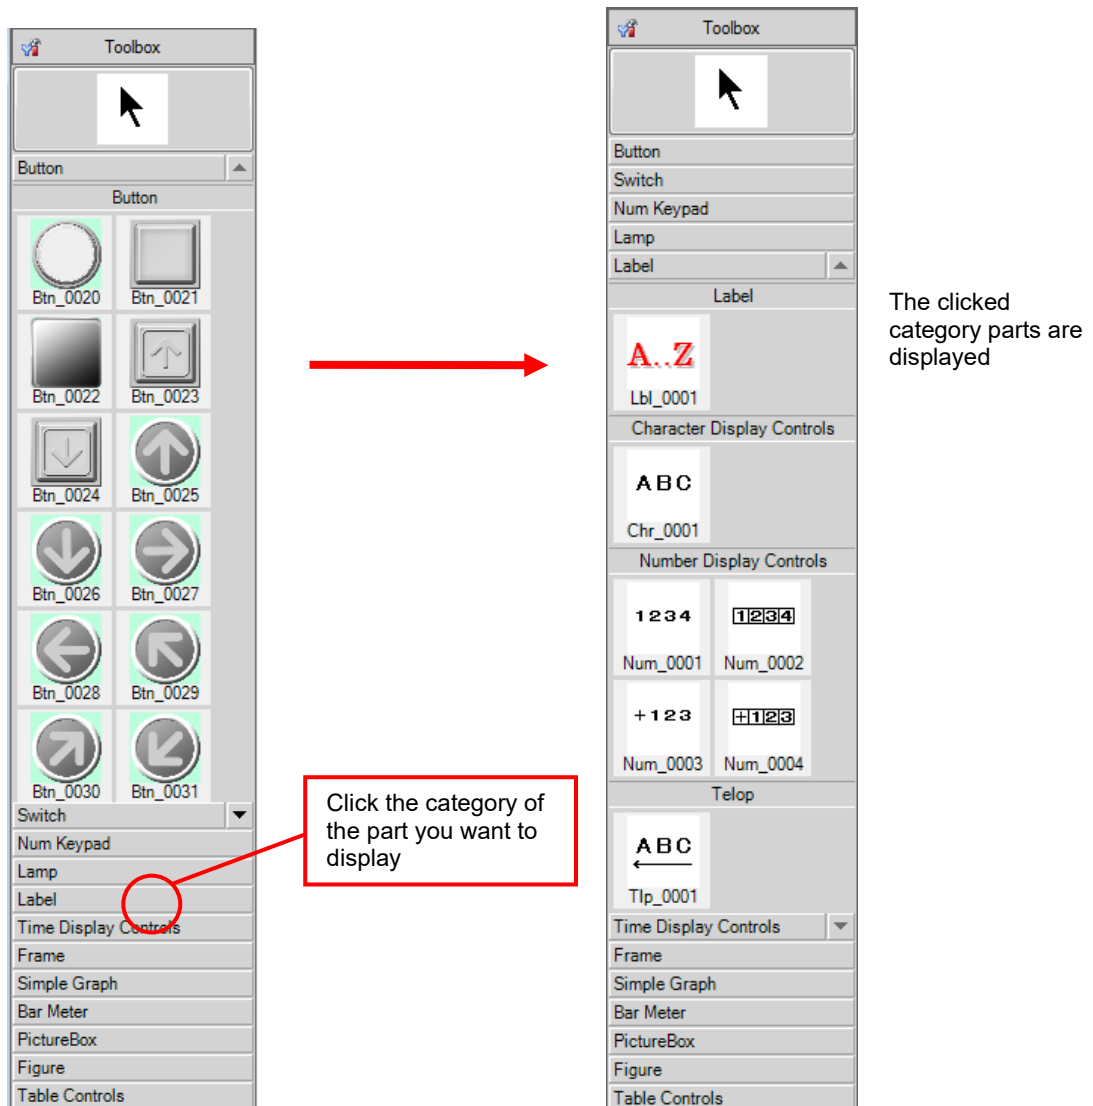 Toolbox
Button
Button
Btn_0020 Btn_0021
Btn_0022 Btn_0023
Btn_0024 Btn_0025
Btn_0026 Btn_0027
Btn_0028 Btn_0029
Btn_0030 Btn_0031
Switch
Num Keypad
Lamp
Label
Time Display Controls
Frame
Simple Graph
Bar Meter
PictureBox
Figure
Table Controls
Click the category of
the part you want to
display
Toolbox
Button
Switch
Num Keypad
Lamp
Label
Label
A..Z
Lbl_0001
Character Display Controls
ABC
Chr_0001
Number Display Controls
1234 1234
Num_0001 Num_0002
+123 +123
Num_0003 Num_0004
Telop
ABC
Tlp_0001
Time Display Controls
Frame
Simple Graph
Bar Meter
PictureBox
Figure
Table Controls
The clicked
category parts are
displayed